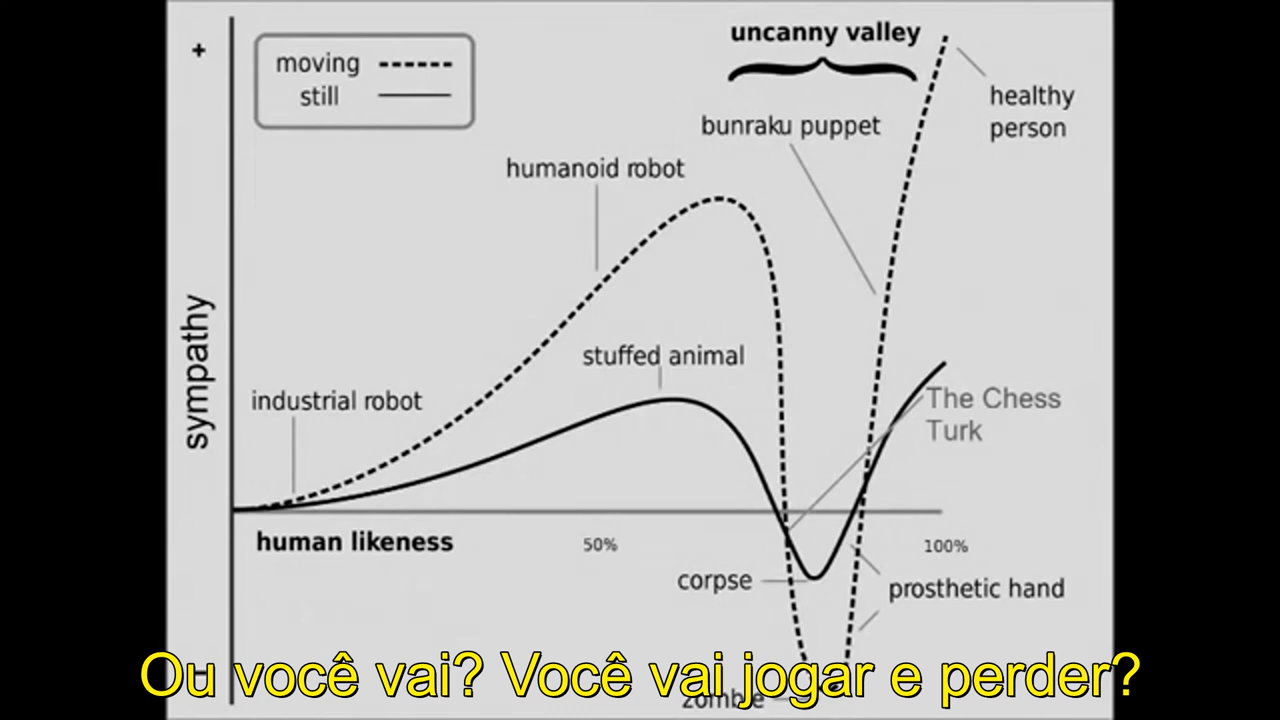 +
uncanny valley
moving
still
healthy
person
bunraku puppet
humanoid robot
stuffed animal
industrial robot
sympathy
The Chess
Turk
human likeness
50%
100%
corpse
prosthetic hand
Ou você vai? Você vai jogar e perder?
zombie